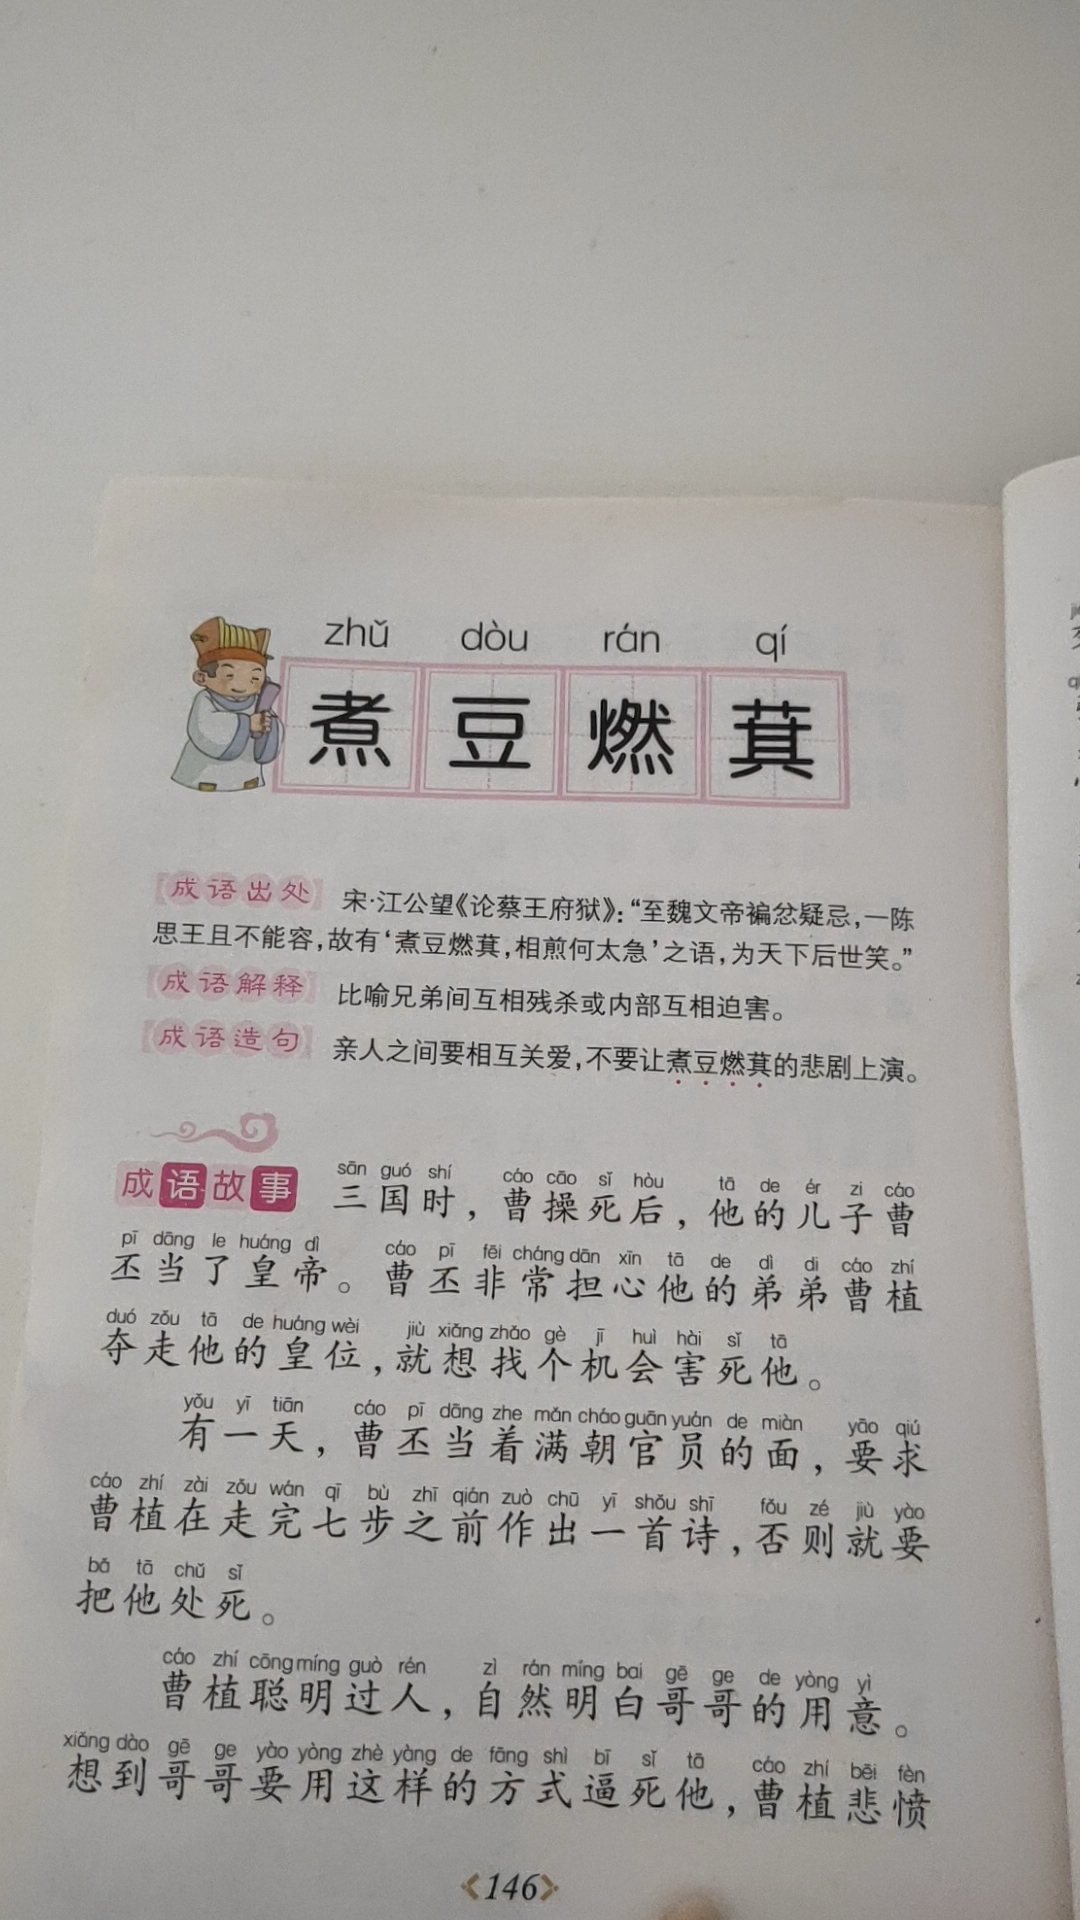 zhǔ dòu rán qí
煮豆燃萁
【成语出处】 宋·江公望《论蔡王府狱》：“至魏文帝褊忿疑忌，一陈
思王且不能容，故有‘煮豆燃萁，相煎何太急’之语，为天下后世笑。”
【成语解释】 比喻兄弟间互相残杀或内部互相迫害。
【成语造句】 亲人之间要相互关爱，不要让煮豆燃萁的悲剧上演。
sān guó shí cáo cāo sǐ hòu tā de ér zi cáo
成语故事 三国时，曹操死后，他的儿子曹
pī dāng le huáng dì cáo pī fēi cháng dān xīn tā de dì di cáo zhí
丕当了皇帝。曹丕非常担心他的弟弟曹植
duó zǒu tā de huáng wèi jiù xiǎng zhǎo gè jī huì hài sǐ tā
夺走他的皇位，就想找个机会害死他。
yǒu yī tiān cáo pī dāng zhe mǎn cháo guān yuán de miàn yāo qiú
有一天，曹丕当着满朝官员的面，要求
cáo zhí zài zǒu wán qī bù zhī qián zuò chū yī shǒu shī fǒu zé jiù yào
曹植在走完七步之前作出一首诗，否则就要
bǎ tā chǔ sǐ
把他处死。
cáo zhí cōng míng guò rén zì rán míng bai gē ge de yòng yì
曹植聪明过人，自然明白哥哥的用意。
xiǎng dào gē ge yào yòng zhè yàng de fāng shì bī sǐ tā cáo zhí bēi fèn
想到哥哥要用这样的方式逼死他，曹植悲愤
146